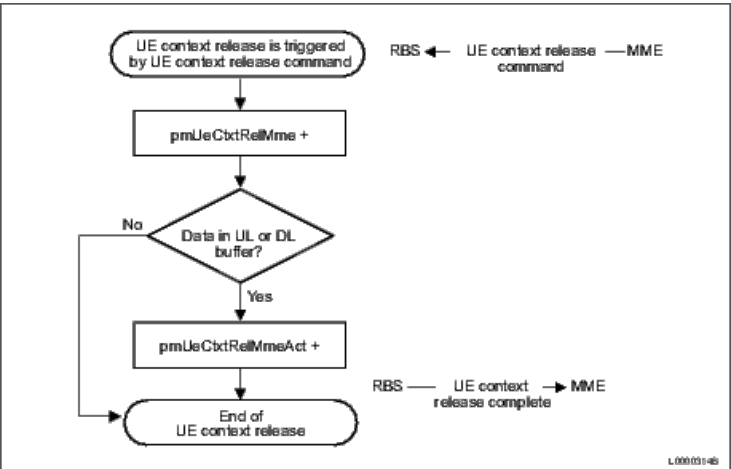 UE context release is triggered
by UE context release command
RBS
UE context release
command
MME
pmUeCtxtRelMme +
No
Data in UL or DL
buffer?
Yes
pmUeCtxtRelMmeAct +
RBS
UE context
release complete
MME
End of
UE context release
L0000314B